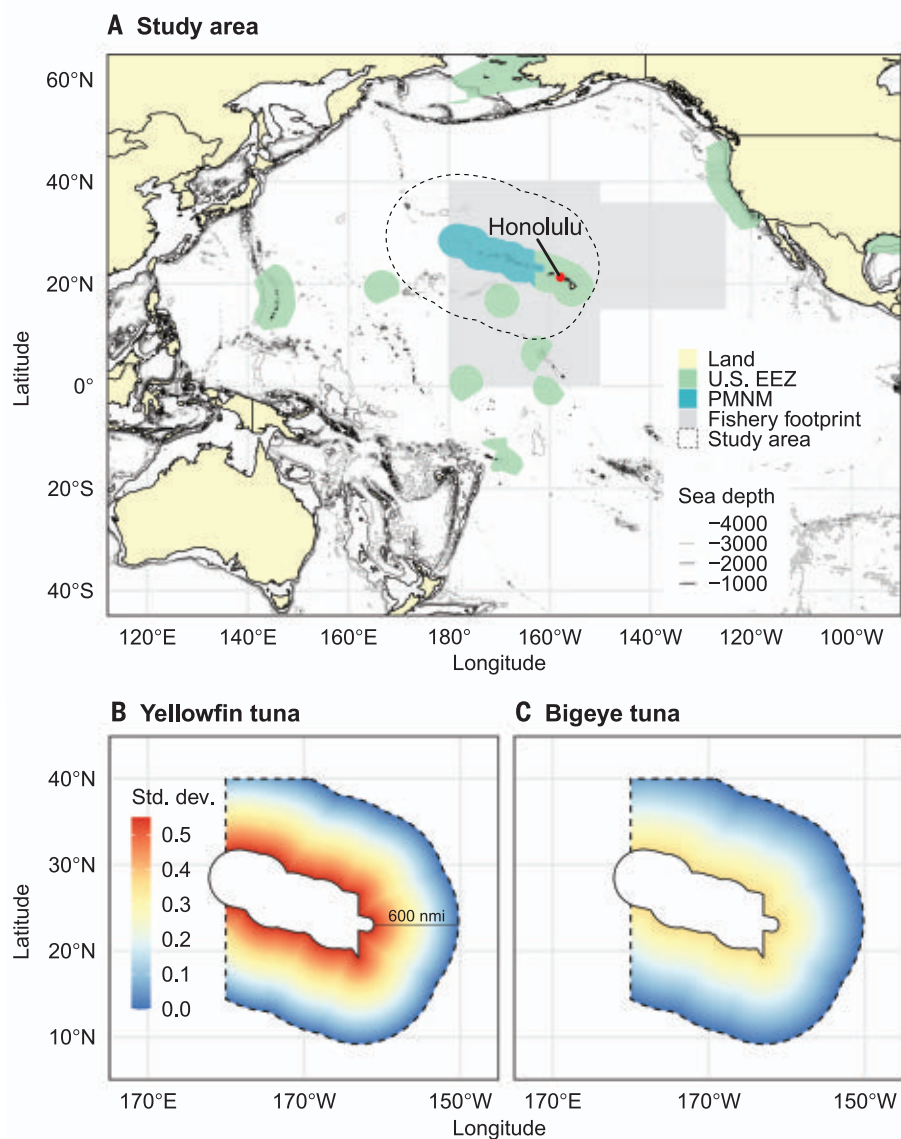 A Study area
60°N
40°N
20°N
0°
20°S
40°S
Latitude
Honolulu
Land
U.S. EEZ
PMNM
Fishery footprint
Study area
Sea depth
−4000
−3000
−2000
−1000
120°E 140°E 160°E 180° 160°W 140°W 120°W 100°W
Longitude
B Yellowfin tuna
C Bigeye tuna
40°N
30°N
20°N
10°N
Latitude
Std. dev.
0.5
0.4
0.3
0.2
0.1
0.0
600 nmi
170°E 170°W 150°W
Longitude
170°E 170°W 150°W
Longitude